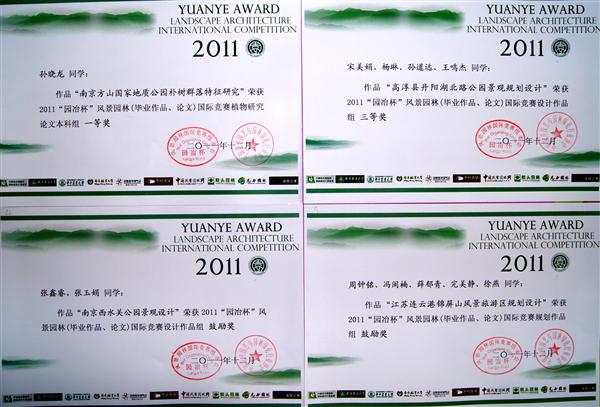 YUANYE AWARD
LANDSCAPE ARCHITECTURE
INTERNATIONAL COMPETITION
2011
孙晓龙 同学：
作品“南京方山国家地质公园朴树群落特征研究”荣获
2011“园冶杯”风景园林(毕业作品、论文)国际竞赛植物研究
论文本科组 一等奖
园冶杯
二〇一一年十二月
YUANYE AWARD
LANDSCAPE ARCHITECTURE
INTERNATIONAL COMPETITION
2011
宋美娟、杨琳、孙道远、王鸣杰 同学：
作品“高淳县丹阳湖北路公园景观规划设计”荣获
2011“园冶杯”风景园林(毕业作品、论文)国际竞赛设计作品
组 三等奖
园冶杯
二〇一一年十二月
YUANYE AWARD
LANDSCAPE ARCHITECTURE
INTERNATIONAL COMPETITION
2011
张鑫睿、张玉娟 同学：
作品“南京西水关公园景观设计”荣获 2011“园冶杯”风
景园林(毕业作品、论文)国际竞赛设计作品组 鼓励奖
园冶杯
二〇一一年十二月
YUANYE AWARD
LANDSCAPE ARCHITECTURE
INTERNATIONAL COMPETITION
2011
周钟铭、冯闲楠、薛郁青、完美静、徐燕 同学：
作品“江苏连云港锦屏山风景旅游区规划设计”荣获
2011“园冶杯”风景园林(毕业作品、论文)国际竞赛规划作品
组 鼓励奖
园冶杯
二〇一一年十二月